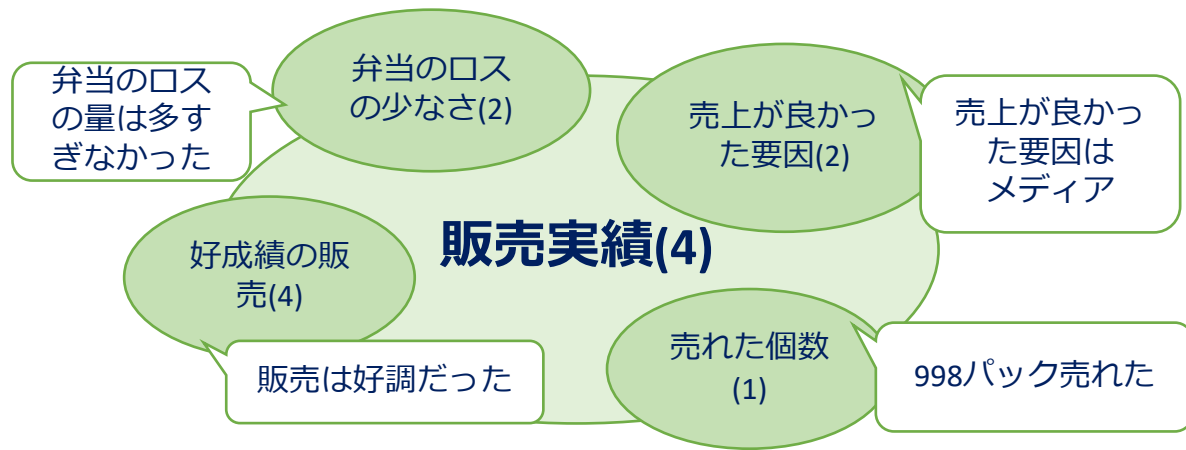 弁当のロス
の量は多す
ぎなかった
弁当のロス
の少なさ(2)
売上が良かっ
た要因(2)
売上が良かっ
た要因は
メディア
販売実績(4)
好成績の販
売(4)
販売は好調だった
売れた個数
(1)
998パック売れた